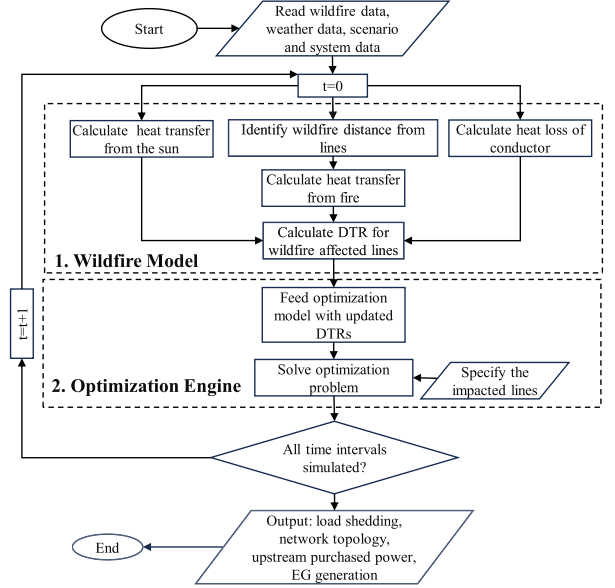 Start
Read wildfire data,
weather data, scenario
and system data
t=0
Calculate heat transfer
from the sun
Identify wildfire distance from
lines
Calculate heat loss of
conductor
Calculate heat transfer
from fire
Calculate DTR for
wildfire affected lines
1. Wildfire Model
Feed optimization
model with updated
DTRs
t=t+1
Solve optimization
problem
Specify the
impacted lines
2. Optimization Engine
All time intervals
simulated?
Output: load shedding,
network topology,
upstream purchased power,
EG generation
End